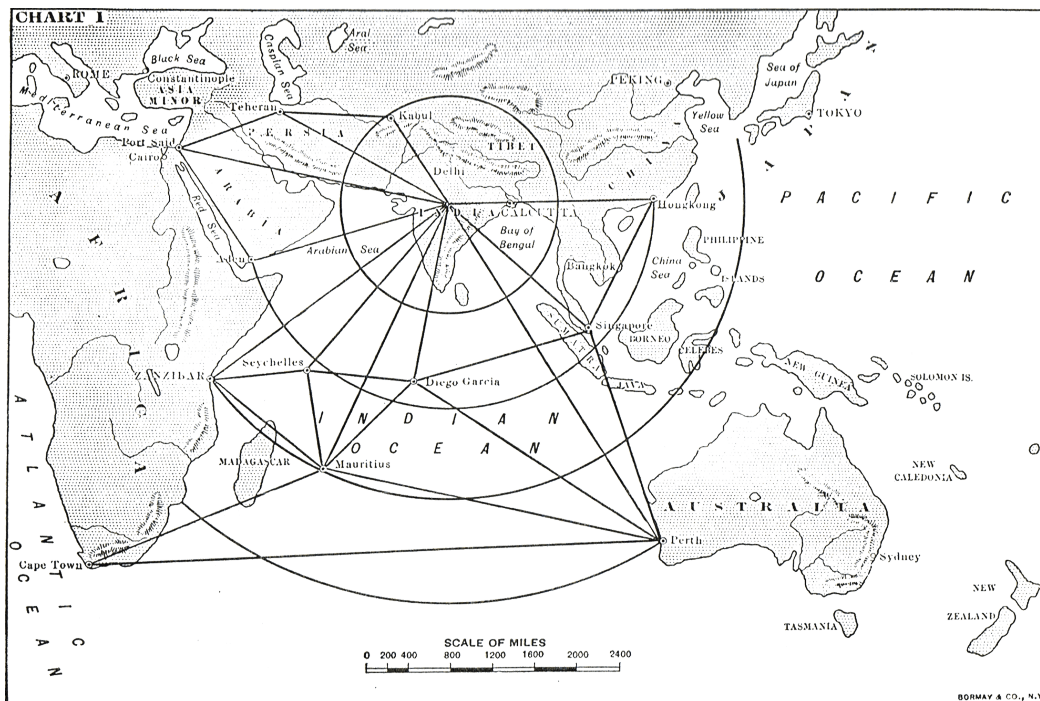 CHART I
Aral
Sea
Caspian Sea
Black Sea
ROME
Constantinople
ASIA
MINOR
Mediterranean Sea
PEKING
Sea of
Japan
JAPAN
TOKYO
Yellow
Sea
Teheran
Kabul
PERSIA
TIBET
CHINA
Port Said
Cairo
Delhi
ARABIA
Red Sea
AFRICA
INDIA
CALCUTTA
Hongkong
PACIFIC
OCEAN
Bay of
Bengal
Arabian Sea
Aden
Bangkok
China
Sea
PHILIPPINE
ISLANDS
Singapore
SUMATRA
BORNEO
CELEBES
JAVA
NEW GUINEA
SOLOMON IS.
Seychelles
ZANZIBAR
Diego Garcia
INDIAN
OCEAN
MADAGASCAR
Mauritius
NEW
CALEDONIA
AUSTRALIA
Perth
Sydney
Cape Town
ATLANTIC
OCEAN
NEW
ZEALAND
TASMANIA
SCALE OF MILES
0 200 400 800 1200 1600 2000 2400
BORMAY & CO., N.Y.